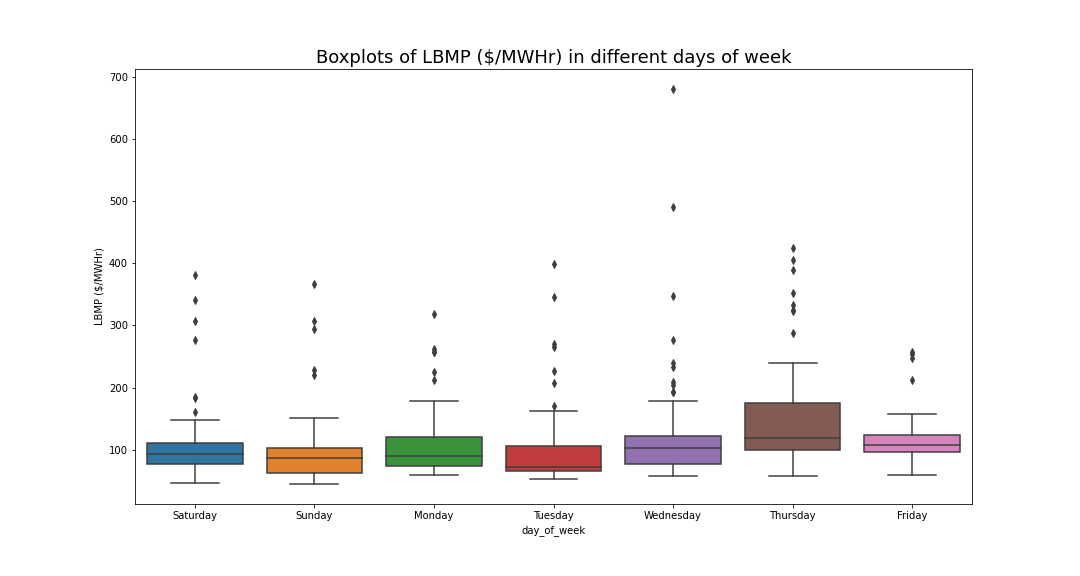 Boxplots of LBMP ($/MWHr) in different days of week
700
600
500
400
300
200
100
LBMP ($/MWHr)
Saturday
Sunday
Monday
Tuesday
Wednesday
Thursday
Friday
day_of_week